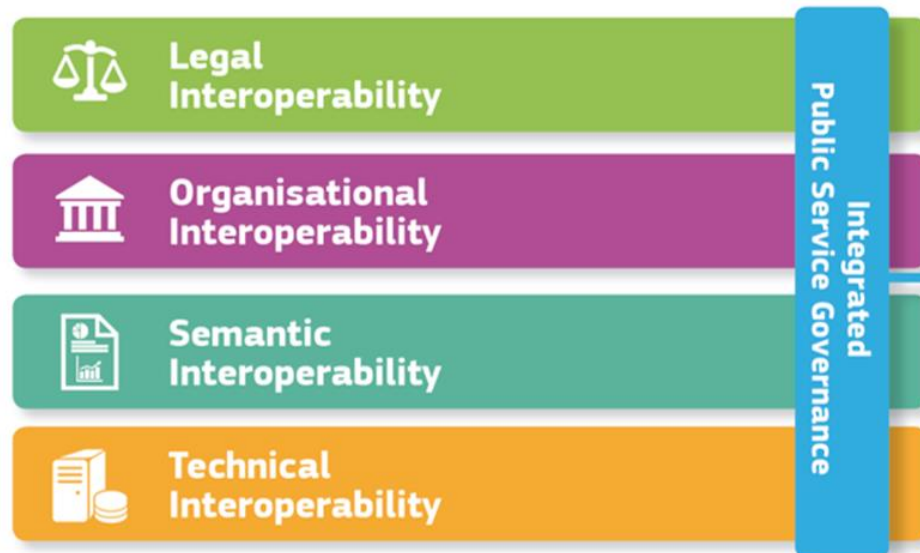 Legal
Interoperability
Organisational
Interoperability
Semantic
Interoperability
Technical
Interoperability
Integrated
Public Service Governance